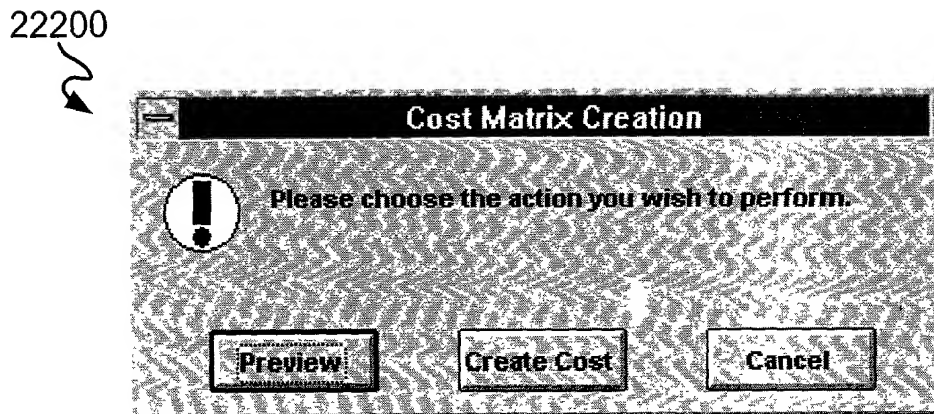 22200
Cost Matrix Creation
Please choose the action you wish to perform.
Preview Create Cost Cancel